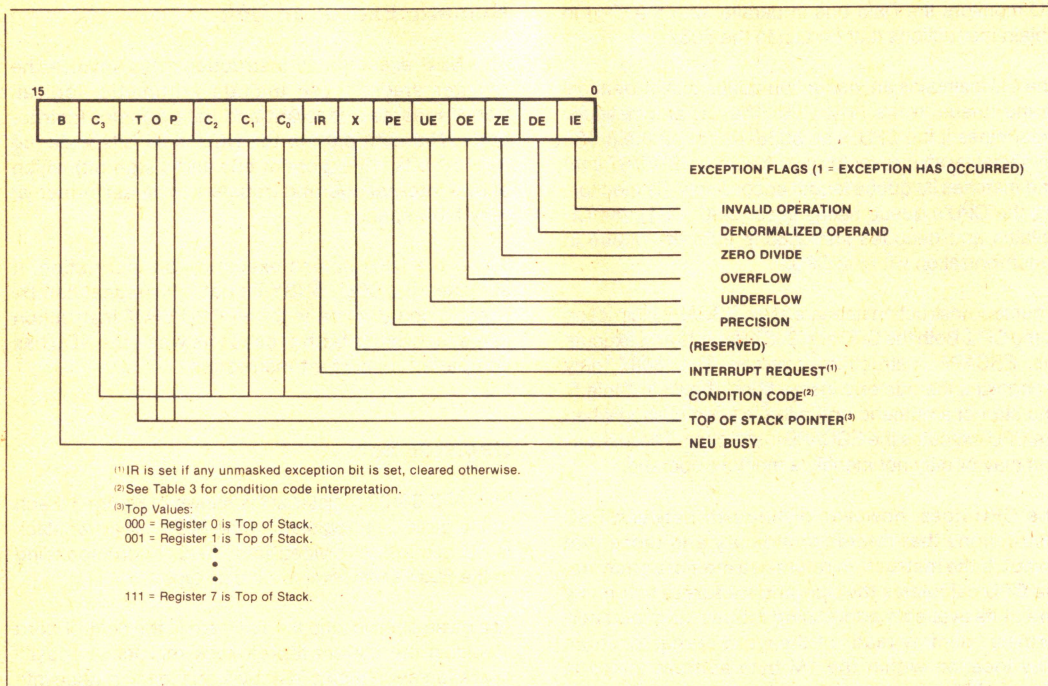 15 0
B C₃ T O P C₂ C₁ C₀ IR X PE UE OE ZE DE IE
EXCEPTION FLAGS (1 = EXCEPTION HAS OCCURRED)
INVALID OPERATION
DENORMALIZED OPERAND
ZERO DIVIDE
OVERFLOW
UNDERFLOW
PRECISION
(RESERVED)
INTERRUPT REQUEST⁽¹⁾
CONDITION CODE⁽²⁾
TOP OF STACK POINTER⁽³⁾
NEU BUSY
⁽¹⁾IR is set if any unmasked exception bit is set, cleared otherwise.
⁽²⁾See Table 3 for condition code interpretation.
⁽³⁾Top Values:
000 = Register 0 is Top of Stack.
001 = Register 1 is Top of Stack.
•
•
•
111 = Register 7 is Top of Stack.